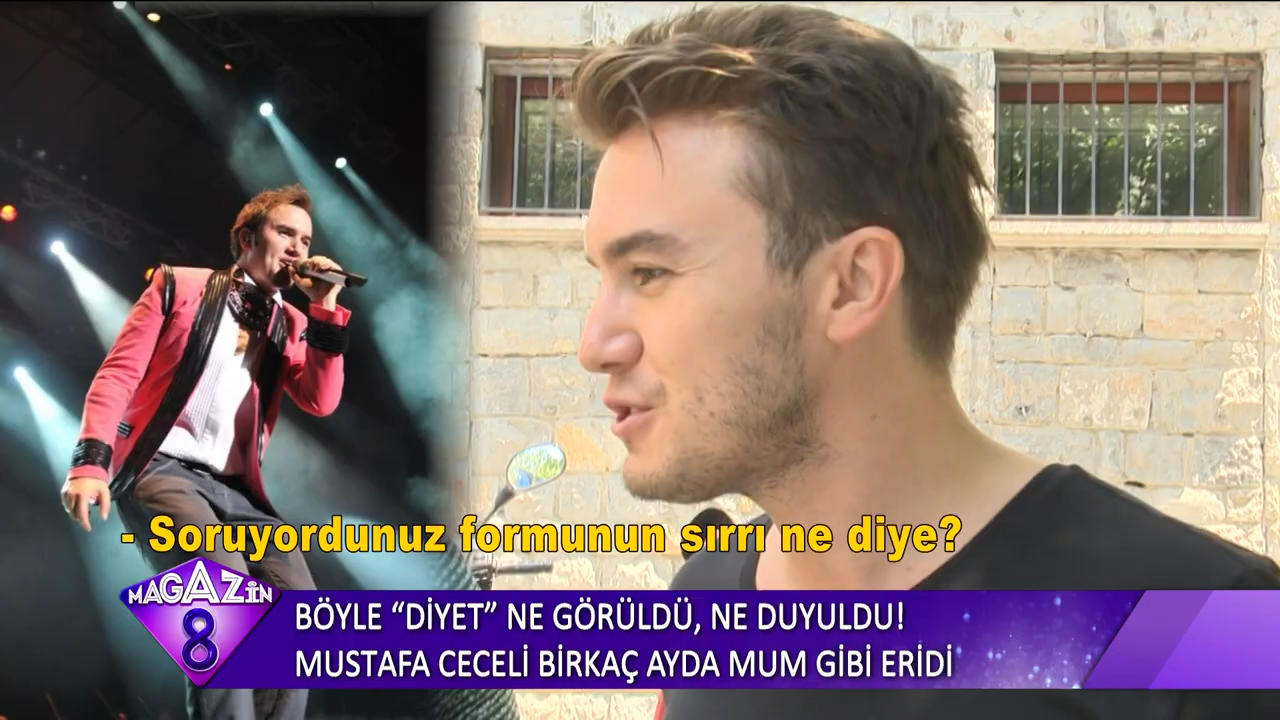 - Soruyordunuz formunun sırrı ne diye?
MAGAZİN
8
BÖYLE “DİYET” NE GÖRÜLDÜ, NE DUYULDU!
MUSTAFA CECELİ BİRKAÇ AYDA MUM GİBİ ERİDİ